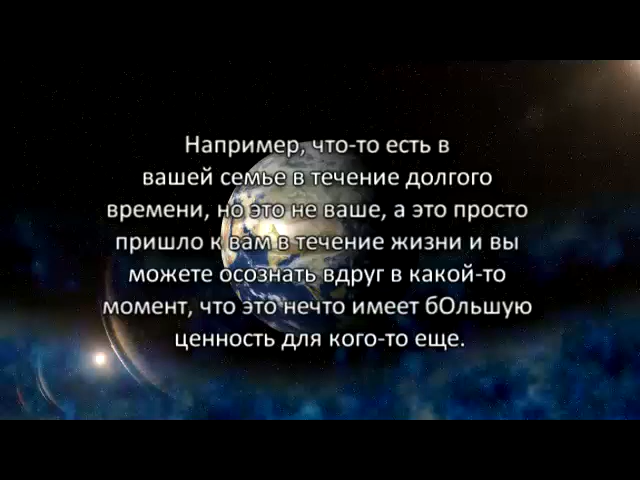 Например, что-то есть в
вашей семье в течение долгого
времени, но это не ваше, а это просто
пришло к вам в течение жизни и вы
можете осознать вдруг в какой-то
момент, что это нечто имеет бОльшую
ценность для кого-то еще.